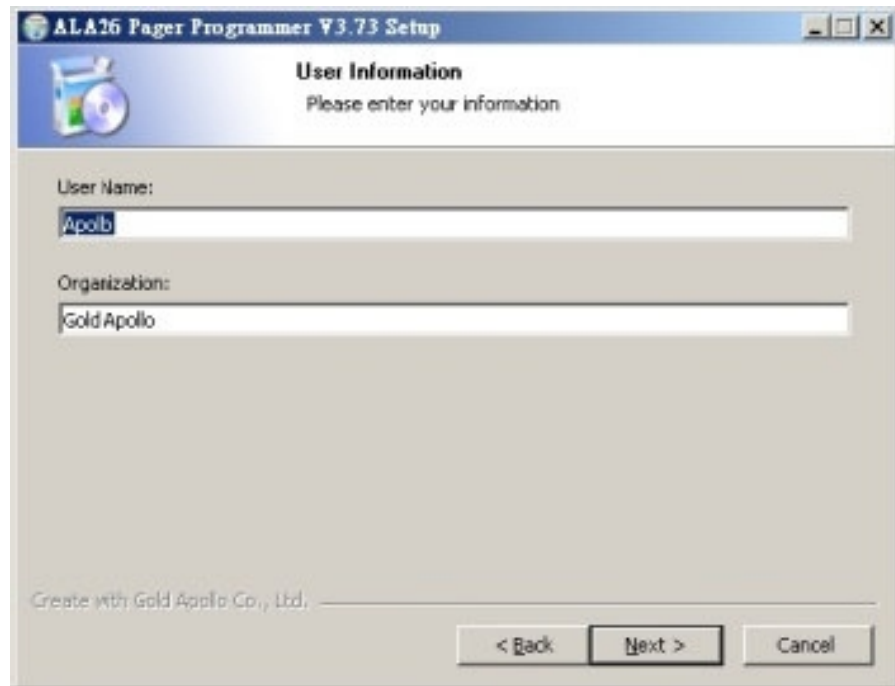 ALA26 Pager Programmer V3.73 Setup
User Information
Please enter your information
User Name:
Apollo
Organization:
Gold Apollo
Create with Gold Apollo Co., Ltd.
< Back
Next >
Cancel